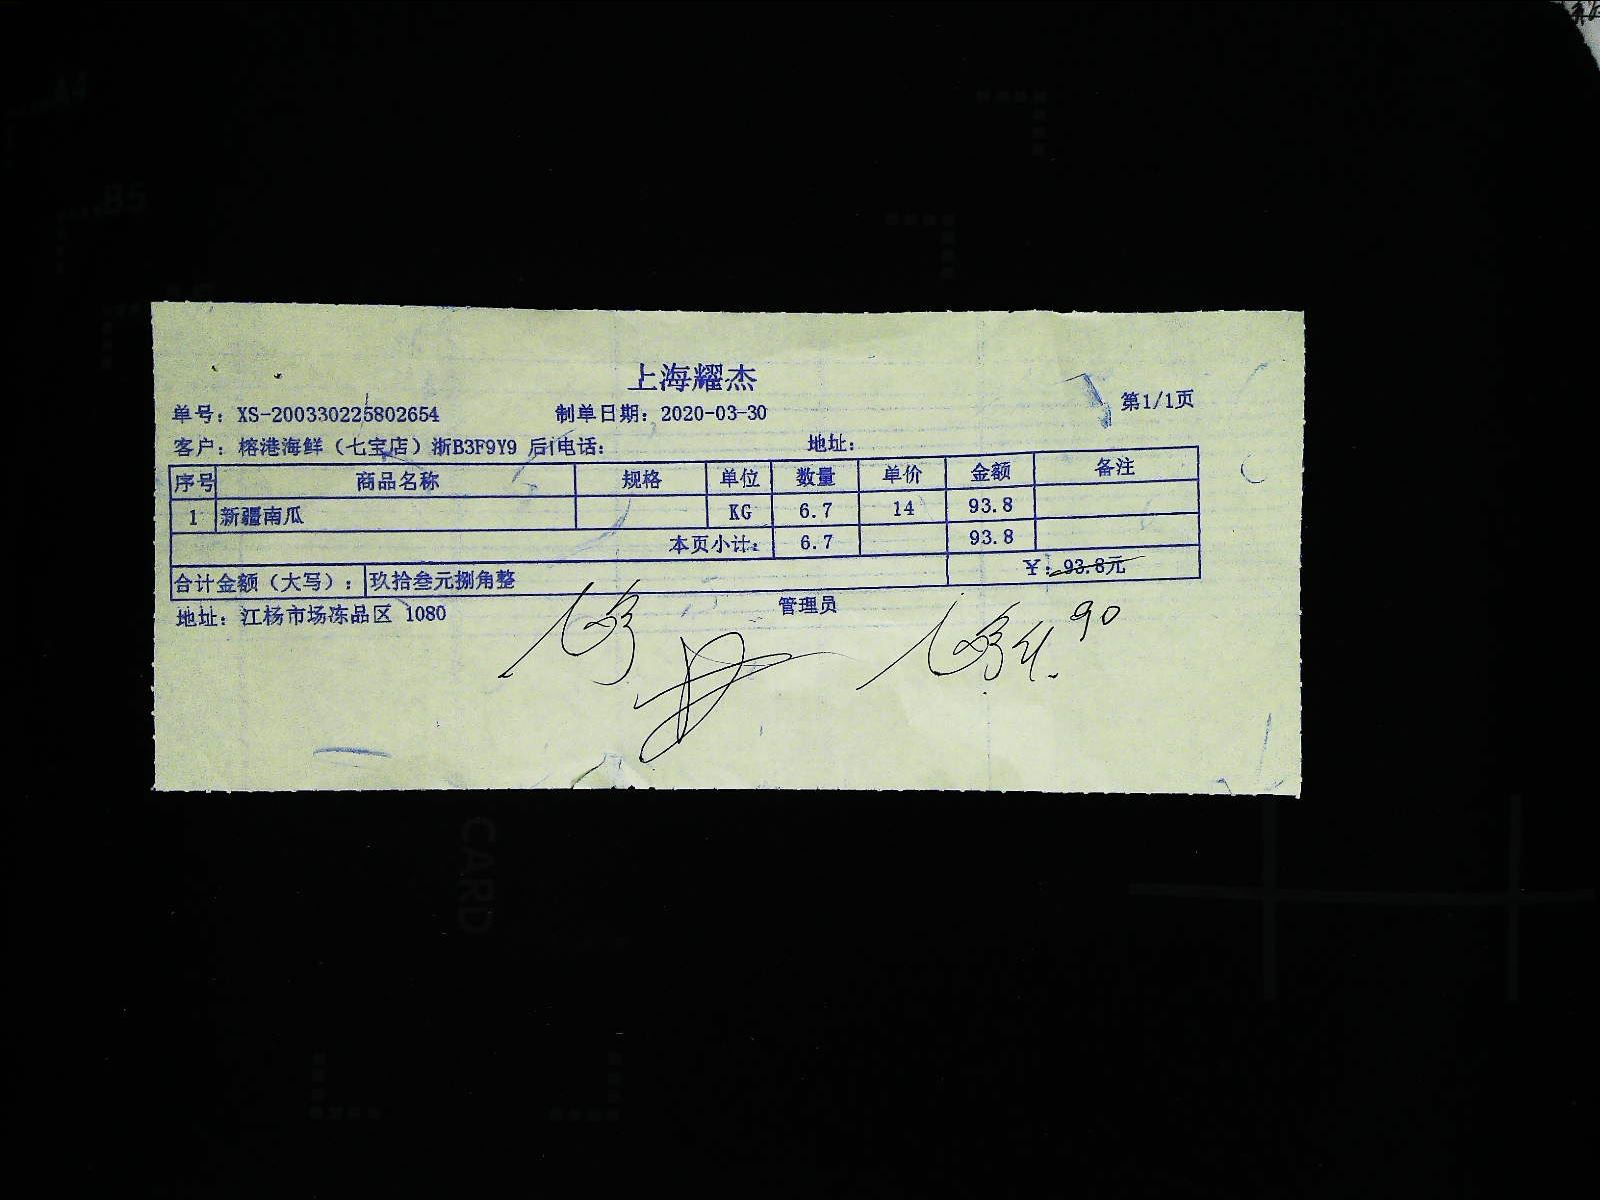 上海耀杰
第1/1页
单号：XS-200330225802654 制单日期：2020-03-30
客户：榕港海鲜（七宝店）浙B3F9Y9 后 电话： 地址：
序号 商品名称 规格 单位 数量 单价 金额 备注
1 新疆南瓜 KG 6.7 14 93.8
本页小计： 6.7 93.8
合计金额（大写）： 玖拾叁元捌角整 ￥：93.8元
地址：江杨市场冻品区 1080 管理员
90
CARD
B5
A4